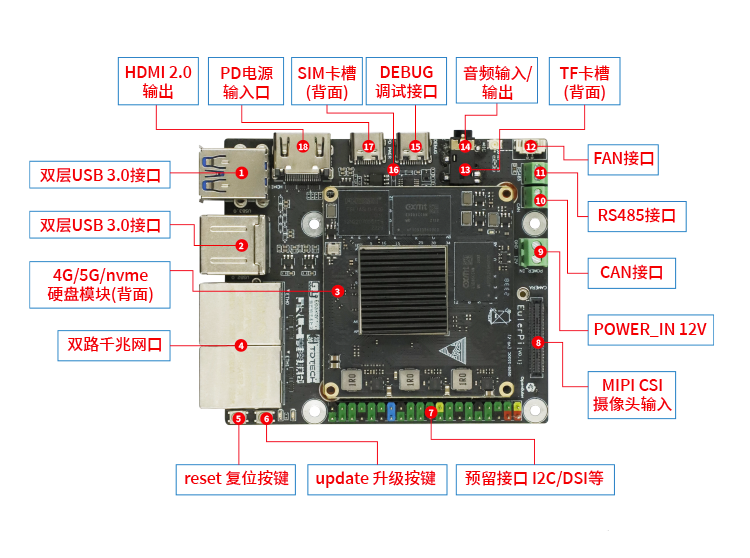 HDMI 2.0
输出
PD电源
输入口
SIM卡槽
(背面)
DEBUG
调试接口
音频输入/
输出
TF卡槽
(背面)
双层USB 3.0接口
双层USB 3.0接口
4G/5G/nvme
硬盘模块(背面)
双路千兆网口
FAN接口
RS485接口
CAN接口
POWER_IN 12V
MIPI CSI
摄像头输入
reset 复位按键
update 升级按键
预留接口 I2C/DSI等
18
17
15
14
12
16
13
11
1
10
2
9
3
4
8
5
6
7
EulerPi
TDTECH
CAMERA
POWER IN
1R0
1R0
1R0